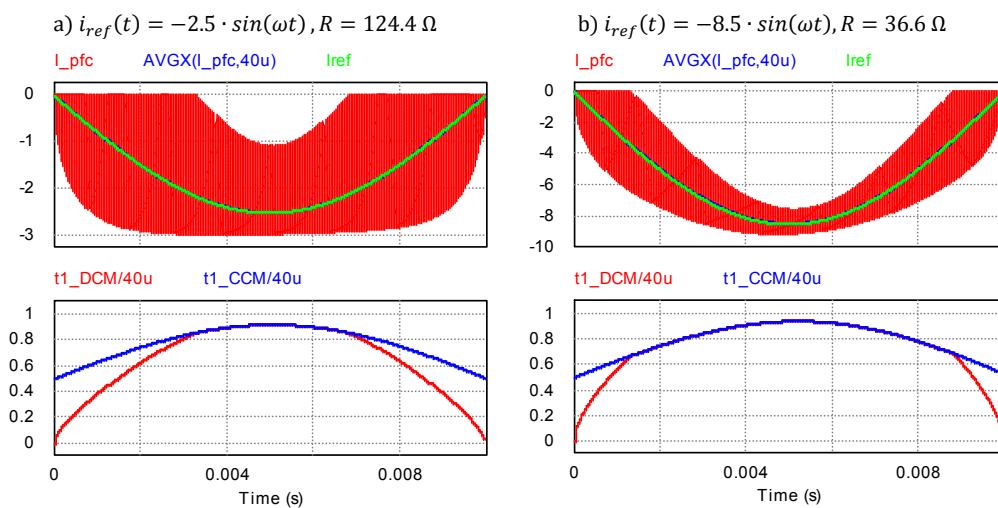 a) i_ref(t) = −2.5 · sin(ωt), R = 124.4 Ω
I_pfc AVGX(I_pfc,40u) Iref
0
-1
-2
-3
t1_DCM/40u t1_CCM/40u
1
0.8
0.6
0.4
0.2
0
0 0.004 0.008
Time (s)
b) i_ref(t) = −8.5 · sin(ωt), R = 36.6 Ω
I_pfc AVGX(I_pfc,40u) Iref
0
-2
-4
-6
-8
-10
t1_DCM/40u t1_CCM/40u
1
0.8
0.6
0.4
0.2
0
0 0.004 0.008
Time (s)